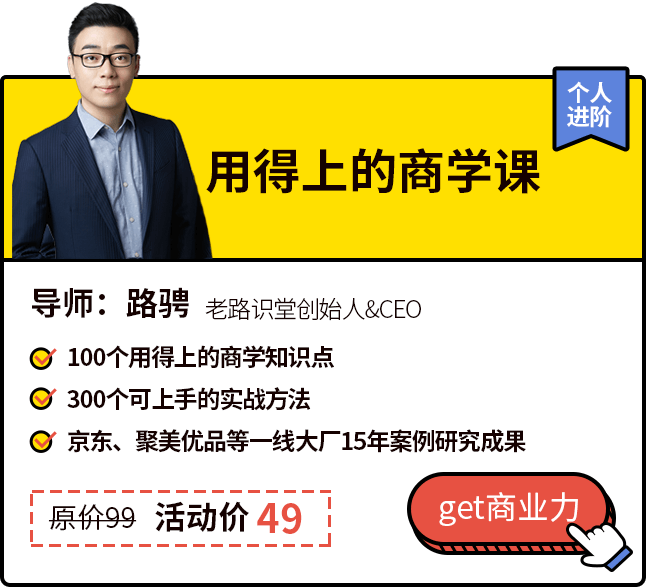 个人
进阶
用得上的商学课
导师：路骋 老路识堂创始人&CEO
100个用得上的商学知识点
300个可上手的实战方法
京东、聚美优品等一线大厂15年案例研究成果
原价99 活动价 49
get商业力